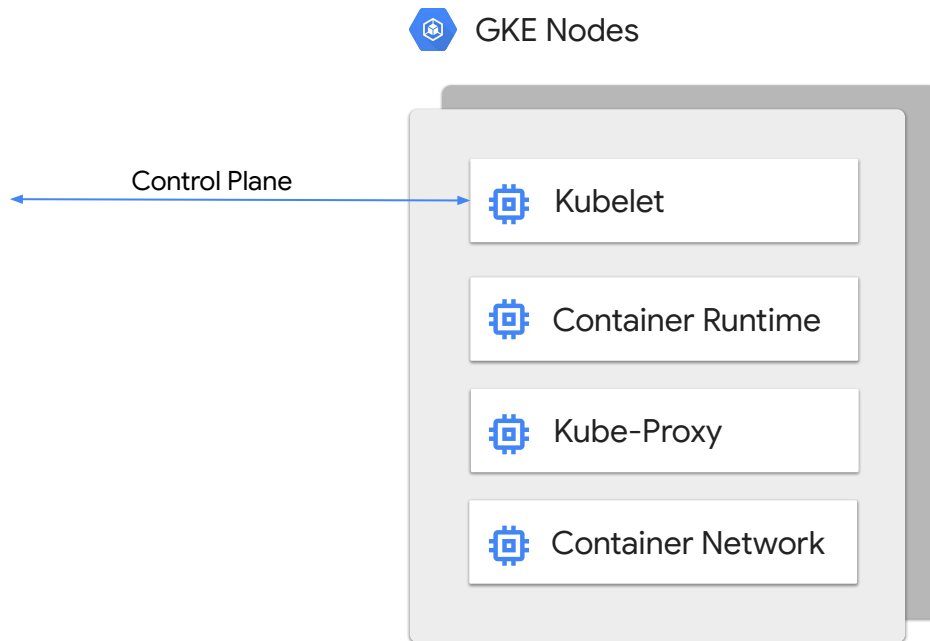 GKE Nodes
Control Plane
Kubelet
Container Runtime
Kube-Proxy
Container Network